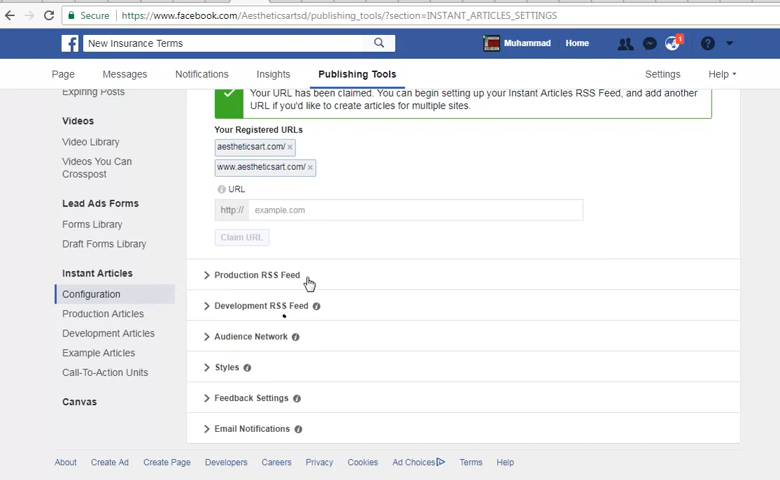 Secure https://www.facebook.com/Aestheticsartsd/publishing_tools/?section=INSTANT_ARTICLES_SETTINGS
New Insurance Terms
Muhammad Home 1
Page Messages Notifications Insights Publishing Tools Settings Help
Expiring Posts
Videos
Video Library
Videos You Can
Crosspost
Lead Ads Forms
Forms Library
Draft Forms Library
Instant Articles
Configuration
Production Articles
Development Articles
Example Articles
Call-To-Action Units
Canvas
Your URL has been claimed. You can begin setting up your Instant Articles RSS Feed, and add another
URL if you'd like to create articles for multiple sites.
Your Registered URLs
aestheticsart.com/ ×
www.aestheticsart.com/ ×
URL
http:// example.com
Claim URL
Production RSS Feed
Development RSS Feed
Audience Network
Styles
Feedback Settings
Email Notifications
About Create Ad Create Page Developers Careers Privacy Cookies Ad Choices Terms Help